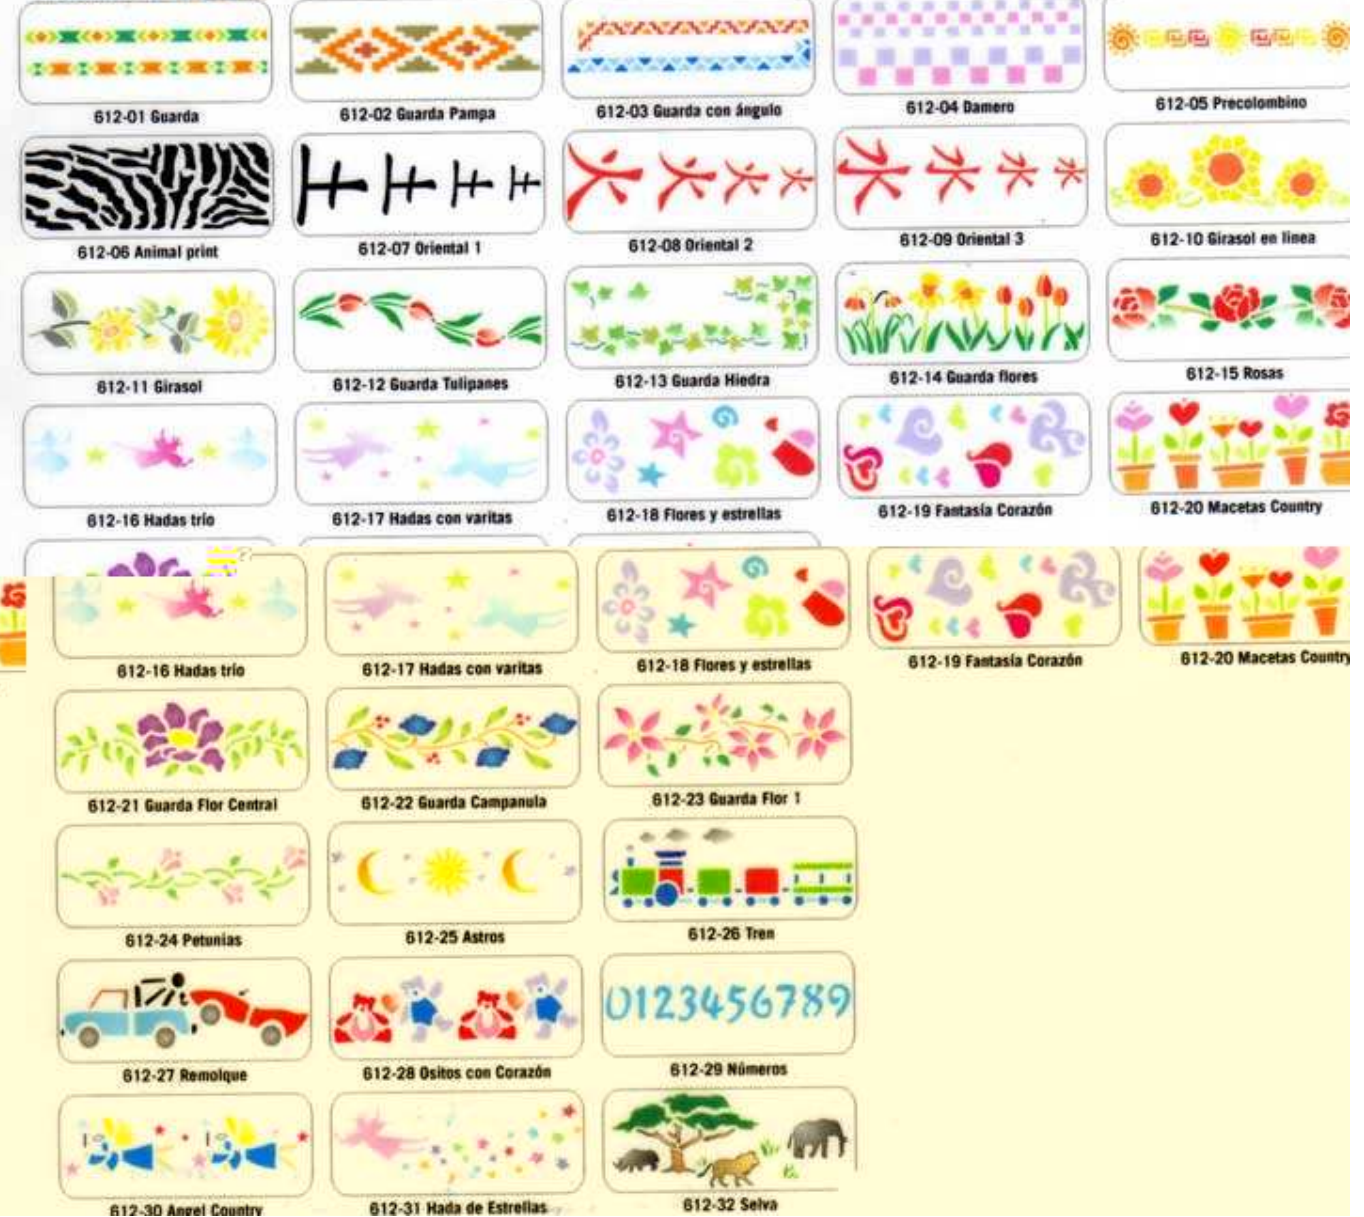 612-01 Guarda
612-02 Guarda Pampa
612-03 Guarda con ángulo
612-04 Damero
612-05 Precolombino
612-06 Animal print
612-07 Oriental 1
612-08 Oriental 2
612-09 Oriental 3
612-10 Girasol en linea
612-11 Girasol
612-12 Guarda Tulipanes
612-13 Guarda Hiedra
612-14 Guarda flores
612-15 Rosas
612-16 Hadas trío
612-17 Hadas con varitas
612-18 Flores y estrellas
612-19 Fantasía Corazón
612-20 Macetas Country
612-16 Hadas trío
612-17 Hadas con varitas
612-18 Flores y estrellas
612-19 Fantasía Corazón
612-20 Macetas Country
612-21 Guarda Flor Central
612-22 Guarda Campanula
612-23 Guarda Flor 1
612-24 Petunias
612-25 Astros
612-26 Tren
0123456789
612-27 Remolque
612-28 Ositos con Corazón
612-29 Números
612-30 Angel Country
612-31 Hada de Estrellas
612-32 Selva